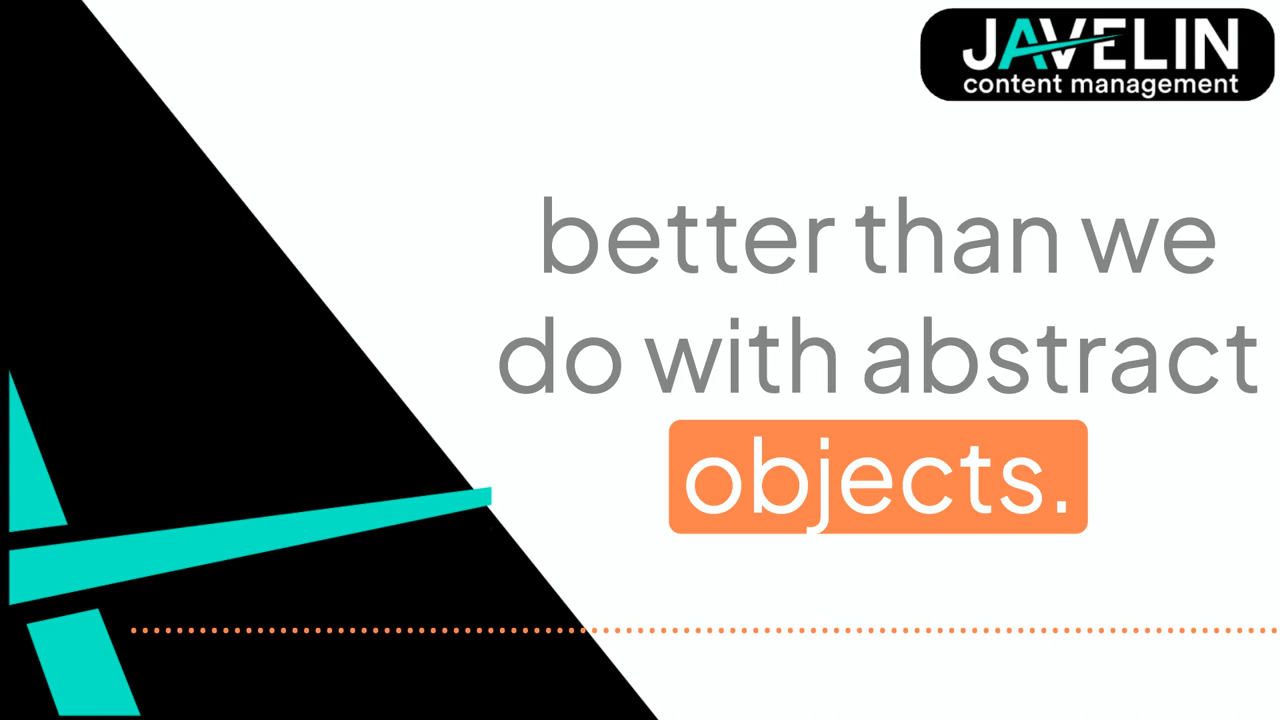 JAVELIN
content management
better than we
do with abstract
objects.